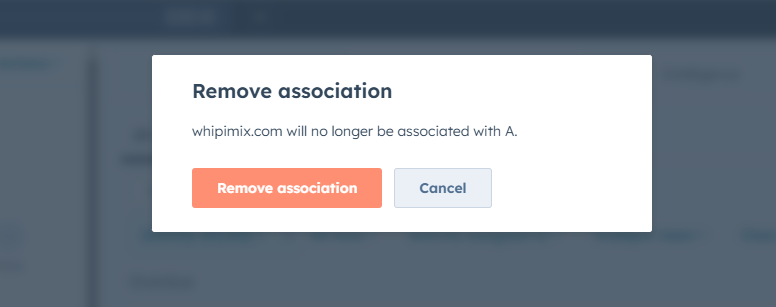 Remove association
whipimix.com will no longer be associated with A.
Remove association
Cancel